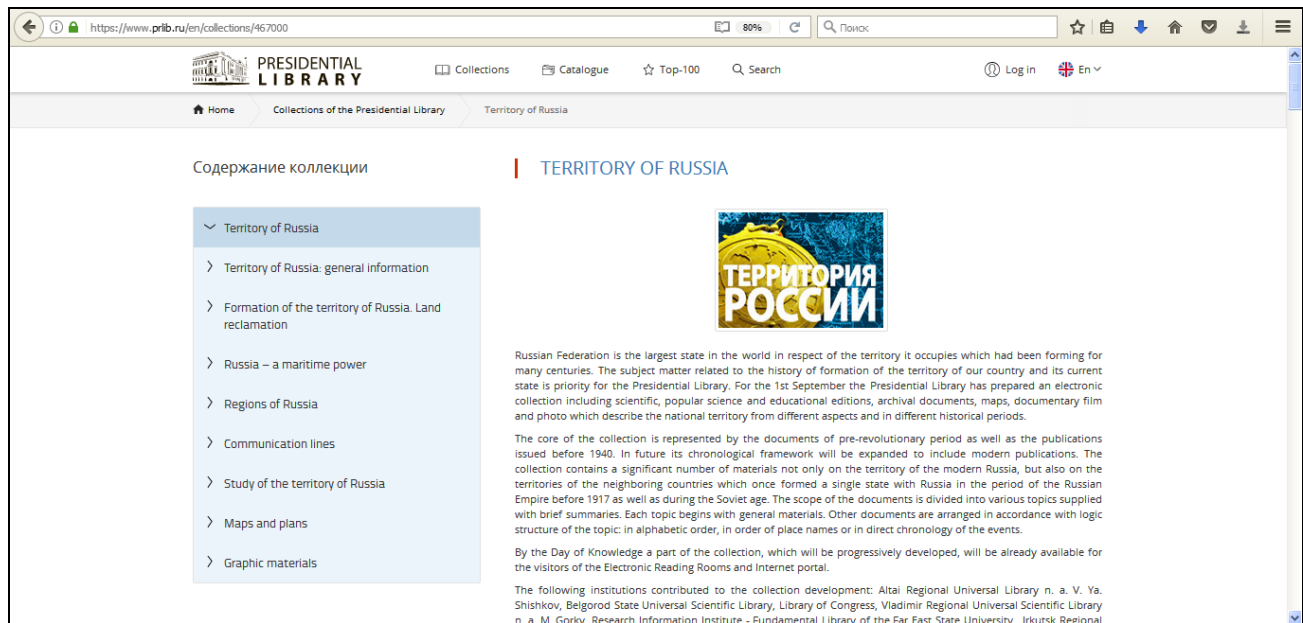 https://www.prlib.ru/en/collections/467000
80%
Поиск
PRESIDENTIAL
LIBRARY
Collections
Catalogue
Top-100
Search
Log in
En
Home
Collections of the Presidential Library
Territory of Russia
Содержание коллекции
Territory of Russia
Territory of Russia: general information
Formation of the territory of Russia. Land
reclamation
Russia – a maritime power
Regions of Russia
Communication lines
Study of the territory of Russia
Maps and plans
Graphic materials
TERRITORY OF RUSSIA
ТЕРРИТОРИЯ
РОССИИ
Russian Federation is the largest state in the world in respect of the territory it occupies which had been forming for
many centuries. The subject matter related to the history of formation of the territory of our country and its current
state is priority for the Presidential Library. For the 1st September the Presidential Library has prepared an electronic
collection including scientific, popular science and educational editions, archival documents, maps, documentary film
and photo which describe the national territory from different aspects and in different historical periods.
The core of the collection is represented by the documents of pre-revolutionary period as well as the publications
issued before 1940. In future its chronological framework will be expanded to include modern publications. The
collection contains a significant number of materials not only on the territory of the modern Russia, but also on the
territories of the neighboring countries which once formed a single state with Russia in the period of the Russian
Empire before 1917 as well as during the Soviet age. The scope of the documents is divided into various topics supplied
with brief summaries. Each topic begins with general materials. Other documents are arranged in accordance with logic
structure of the topic: in alphabetic order, in order of place names or in direct chronology of the events.
By the Day of Knowledge a part of the collection, which will be progressively developed, will be already available for
the visitors of the Electronic Reading Rooms and Internet portal.
The following institutions contributed to the collection development: Altai Regional Universal Library n. a. V. Ya.
Shishkov, Belgorod State Universal Scientific Library, Library of Congress, Vladimir Regional Universal Scientific Library
n. a. M. Gorky, Research Information Institute - Fundamental Library of the Far East State University, Irkutsk Regional